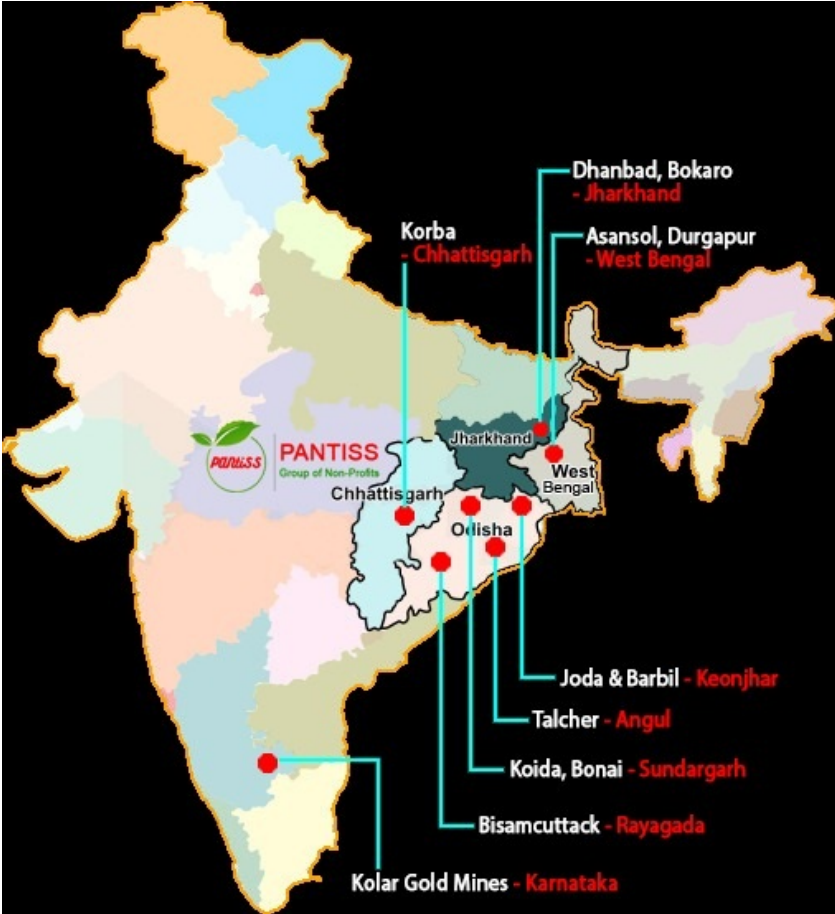 Dhanbad, Bokaro
- Jharkhand
Korba
- Chhattisgarh
Asansol, Durgapur
- West Bengal
Jharkhand
pantiss
PANTISS
Group of Non-Profits
West
Bengal
Chhattisgarh
Odisha
Joda & Barbil - Keonjhar
Talcher - Angul
Koida, Bonai - Sundargarh
Bisamcuttack - Rayagada
Kolar Gold Mines - Karnataka